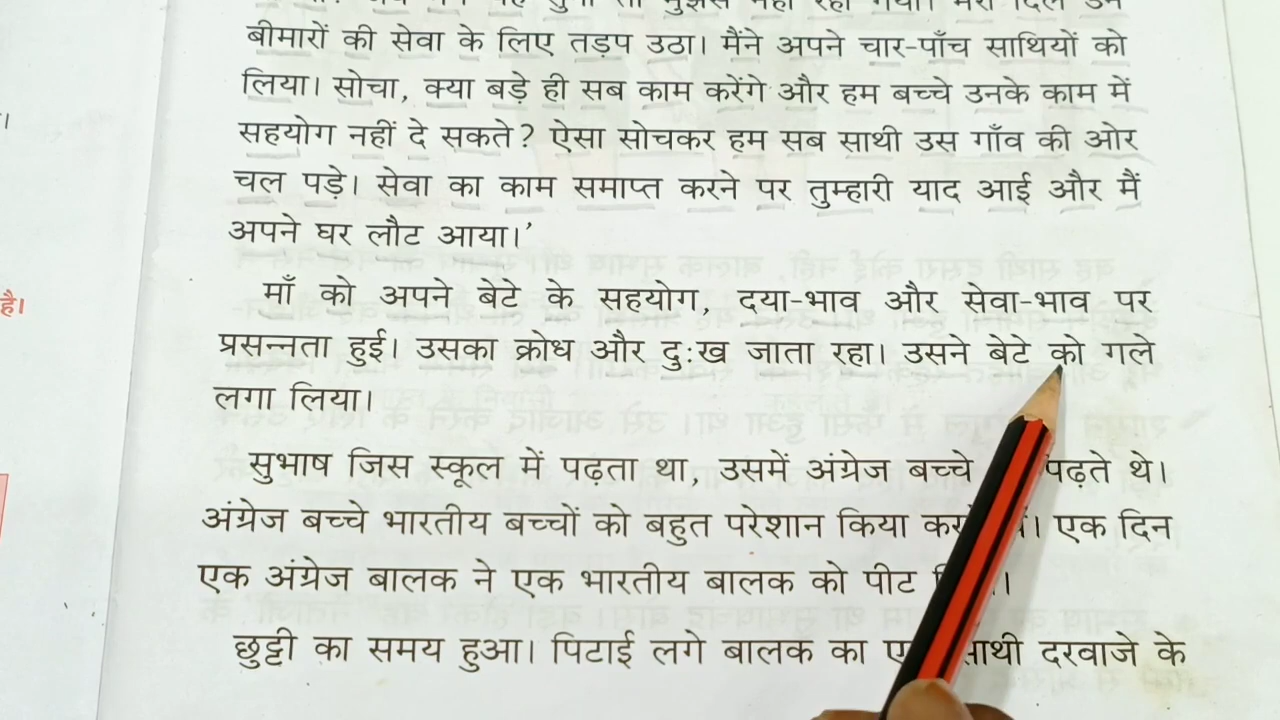 बीमारों की सेवा के लिए तड़प उठा। मैंने अपने चार-पाँच साथियों को
लिया। सोचा, क्या बड़े ही सब काम करेंगे और हम बच्चे उनके काम में
सहयोग नहीं दे सकते? ऐसा सोचकर हम सब साथी उस गाँव की ओर
चल पड़े। सेवा का काम समाप्त करने पर तुम्हारी याद आई और मैं
अपने घर लौट आया।’
माँ को अपने बेटे के सहयोग, दया-भाव और सेवा-भाव पर
प्रसन्नता हुई। उसका क्रोध और दुःख जाता रहा। उसने बेटे को गले
लगा लिया।
सुभाष जिस स्कूल में पढ़ता था, उसमें अंग्रेज बच्चे पढ़ते थे।
अंग्रेज बच्चे भारतीय बच्चों को बहुत परेशान किया एक दिन
एक अंग्रेज बालक ने एक भारतीय बालक को पीट
छुट्टी का समय हुआ। पिटाई लगे बालक का साथी दरवाजे के
है।